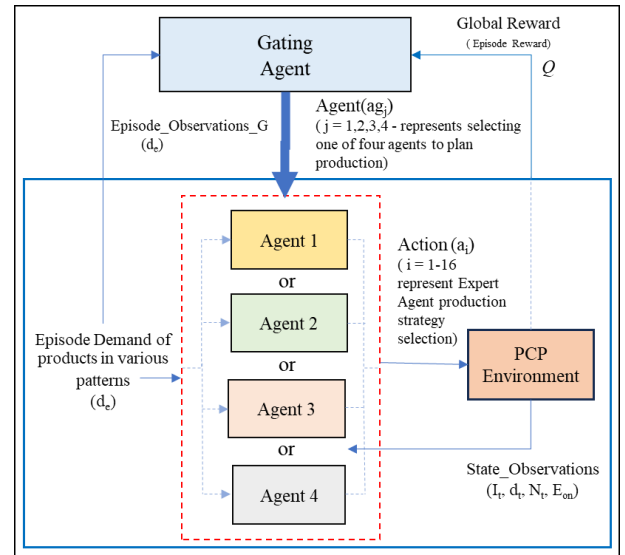 Gating
Agent
Global Reward
( Episode Reward)
Q
Episode_Observations_G
(dₑ)
Agent(agⱼ)
( j = 1,2,3,4 - represents selecting
one of four agents to plan
production)
Episode Demand of
products in various
patterns
(dₑ)
Agent 1
or
Agent 2
or
Agent 3
or
Agent 4
Action (aᵢ)
( i = 1-16
represent Expert
Agent production
strategy
selection)
PCP
Environment
State_Observations
(Iₜ, dₜ, Nₜ, Eₒₙ)